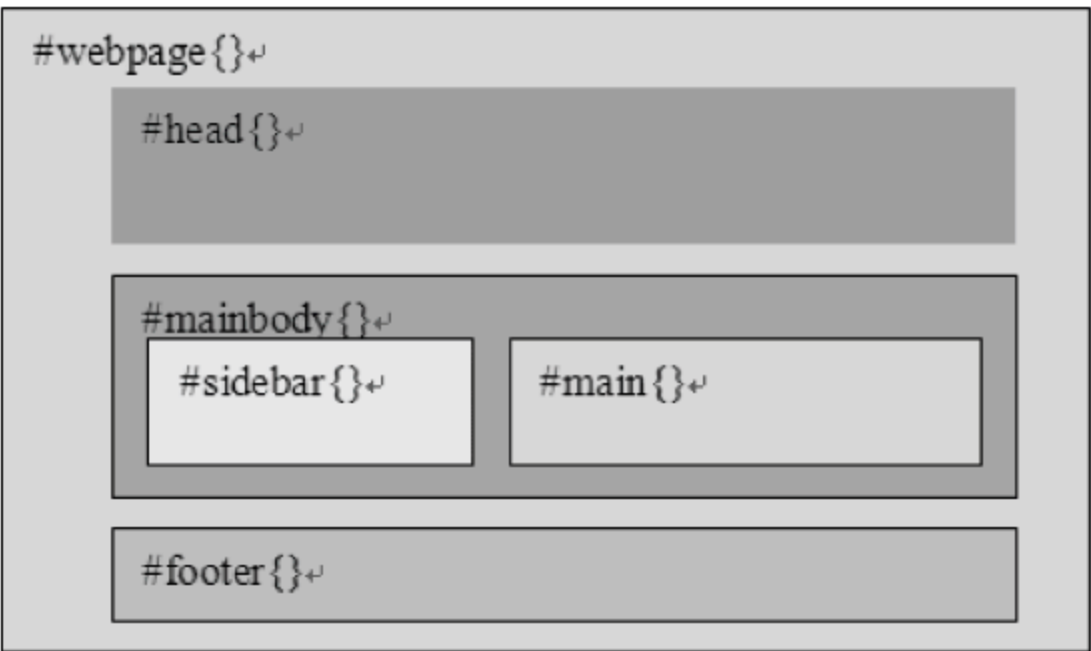 #webpage{}↵
#head{}↵
#mainbody{}↵
#sidebar{}↵
#main{}↵
#footer{}↵